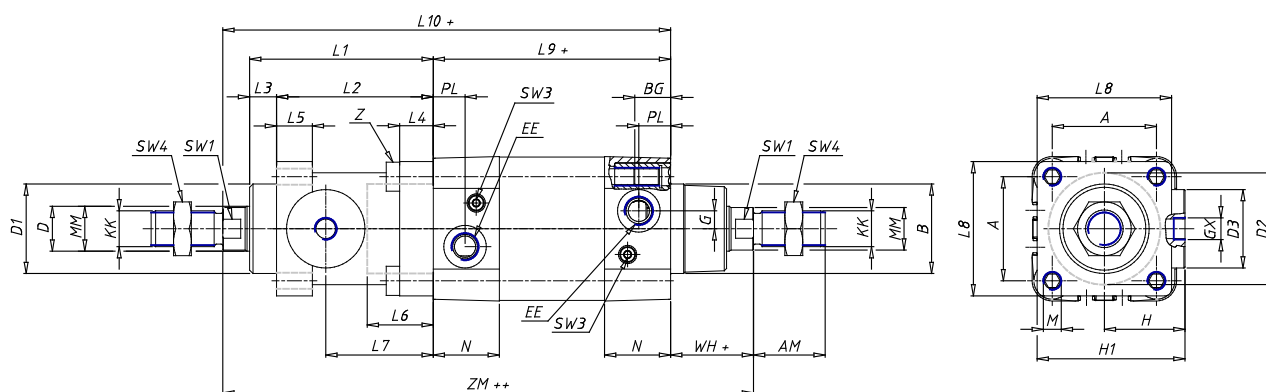 L10 +
L1
L9 +
L3
L2
PL
SW3
BG
L5
Z
L4
EE
PL
SW4
SW1
SW1
SW4
D1
D
MM
KK
G
KK
MM
B
L6
EE
SW3
L7
N
N
WH +
AM
ZM ++
L8
A
L8
A
GX
D3
D2
M
H
H1